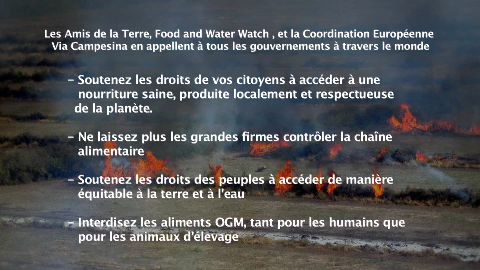 Les Amis de la Terre, Food and Water Watch , et la Coordination Européenne
Via Campesina en appellent à tous les gouvernements à travers le monde
- Soutenez les droits de vos citoyens à accéder à une
nourriture saine, produite localement et respectueuse
de la planète.
- Ne laissez plus les grandes firmes contrôler la chaîne
alimentaire
- Soutenez les droits des peuples à accéder de manière
équitable à la terre et à l'eau
- Interdisez les aliments OGM, tant pour les humains que
pour les animaux d'élevage